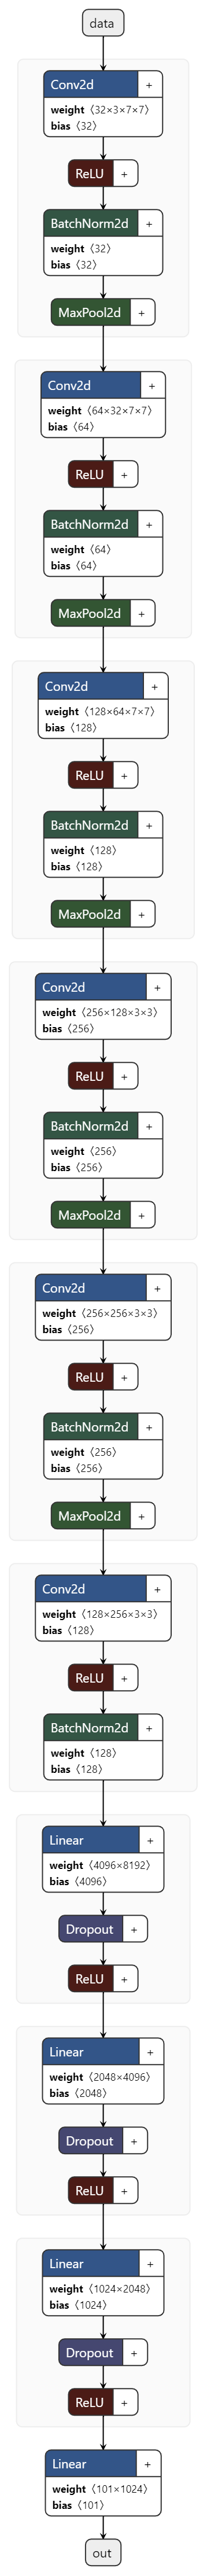 data
Conv2d +
weight〈32×3×7×7〉
bias〈32〉
ReLU +
BatchNorm2d +
weight〈32〉
bias〈32〉
MaxPool2d +
Conv2d +
weight〈64×32×7×7〉
bias〈64〉
ReLU +
BatchNorm2d +
weight〈64〉
bias〈64〉
MaxPool2d +
Conv2d +
weight〈128×64×7×7〉
bias〈128〉
ReLU +
BatchNorm2d +
weight〈128〉
bias〈128〉
MaxPool2d +
Conv2d +
weight〈256×128×3×3〉
bias〈256〉
ReLU +
BatchNorm2d +
weight〈256〉
bias〈256〉
MaxPool2d +
Conv2d +
weight〈256×256×3×3〉
bias〈256〉
ReLU +
BatchNorm2d +
weight〈256〉
bias〈256〉
MaxPool2d +
Conv2d +
weight〈128×256×3×3〉
bias〈128〉
ReLU +
BatchNorm2d +
weight〈128〉
bias〈128〉
Linear +
weight〈4096×8192〉
bias〈4096〉
Dropout +
ReLU +
Linear +
weight〈2048×4096〉
bias〈2048〉
Dropout +
ReLU +
Linear +
weight〈1024×2048〉
bias〈1024〉
Dropout +
ReLU +
Linear +
weight〈101×1024〉
bias〈101〉
out